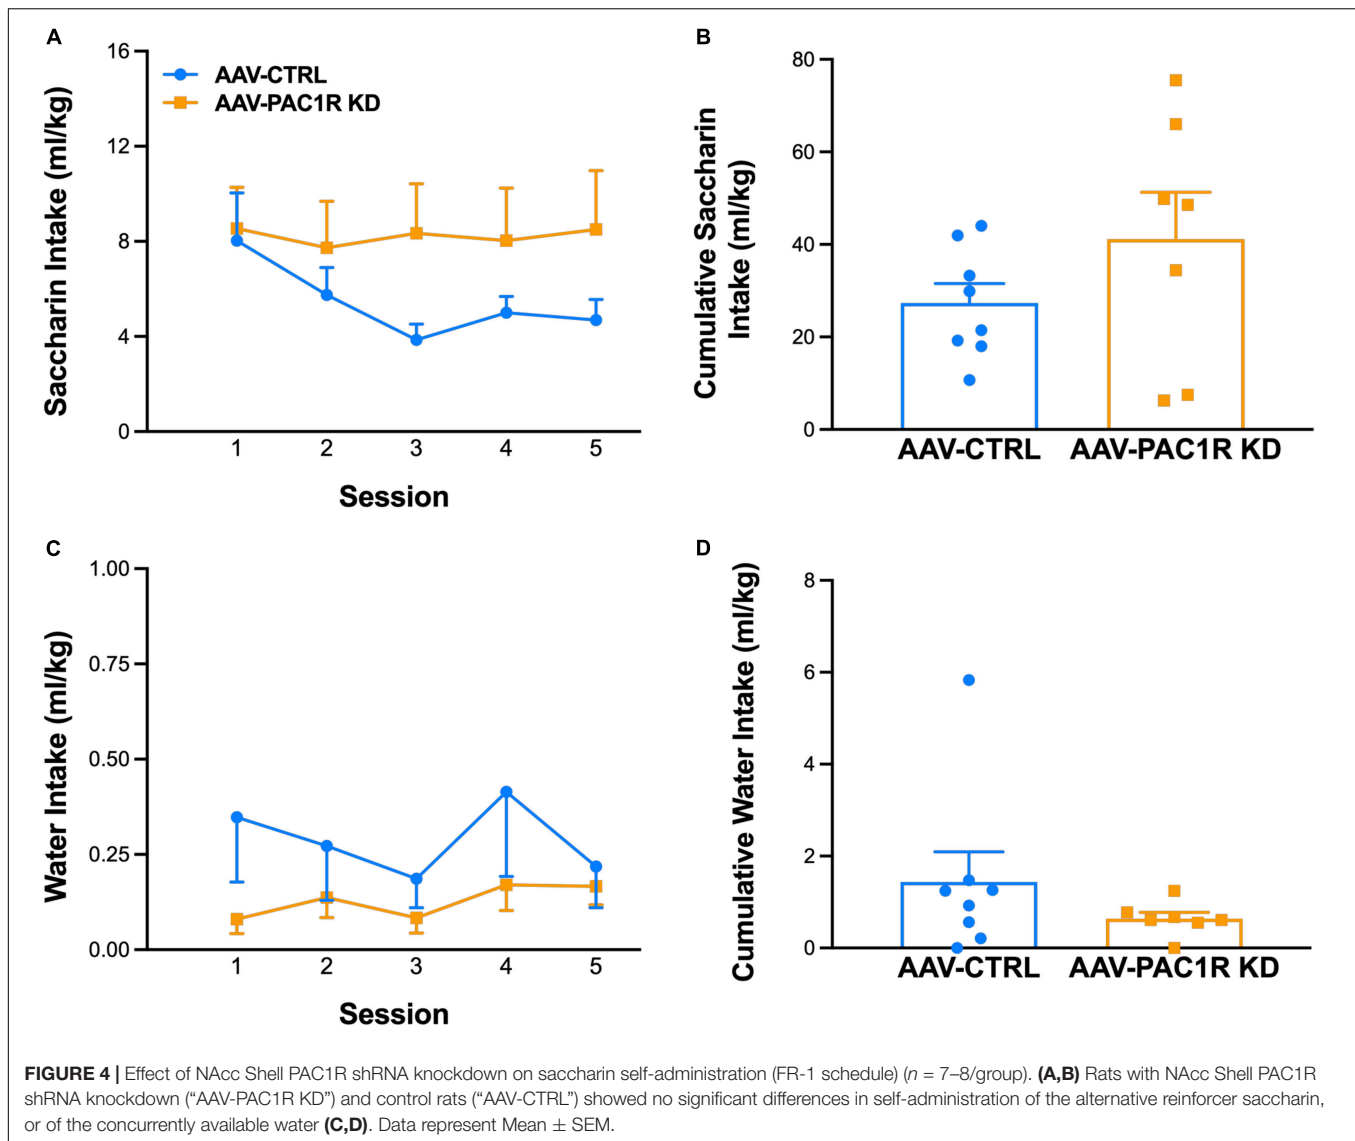 A
16
12
8
4
0
Saccharin Intake (ml/kg)
AAV-CTRL
AAV-PAC1R KD
1 2 3 4 5
Session
B
80
60
40
20
0
Cumulative Saccharin
Intake (ml/kg)
AAV-CTRL AAV-PAC1R KD
C
1.00
0.75
0.50
0.25
0.00
Water Intake (ml/kg)
1 2 3 4 5
Session
D
8
6
4
2
0
Cumulative Water Intake (ml/kg)
AAV-CTRL AAV-PAC1R KD
FIGURE 4 | Effect of NAcc Shell PAC1R shRNA knockdown on saccharin self-administration (FR-1 schedule) (n = 7–8/group). (A,B) Rats with NAcc Shell PAC1R
shRNA knockdown (“AAV-PAC1R KD”) and control rats (“AAV-CTRL”) showed no significant differences in self-administration of the alternative reinforcer saccharin,
or of the concurrently available water (C,D). Data represent Mean ± SEM.